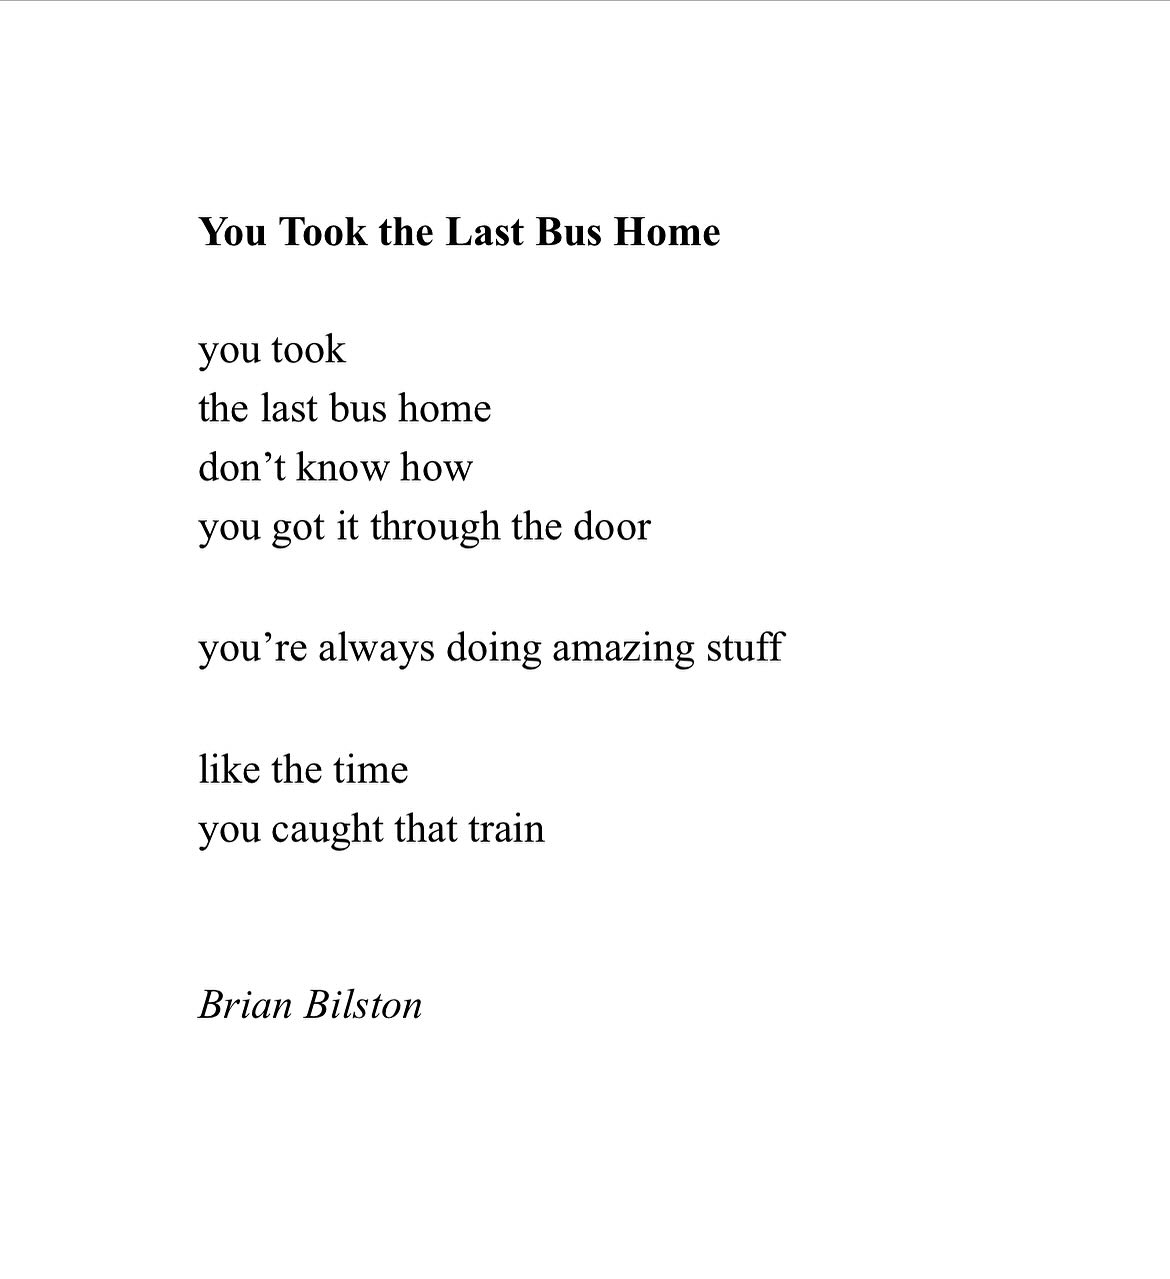 You Took the Last Bus Home
you took
the last bus home
don’t know how
you got it through the door
you’re always doing amazing stuff
like the time
you caught that train
Brian Bilston